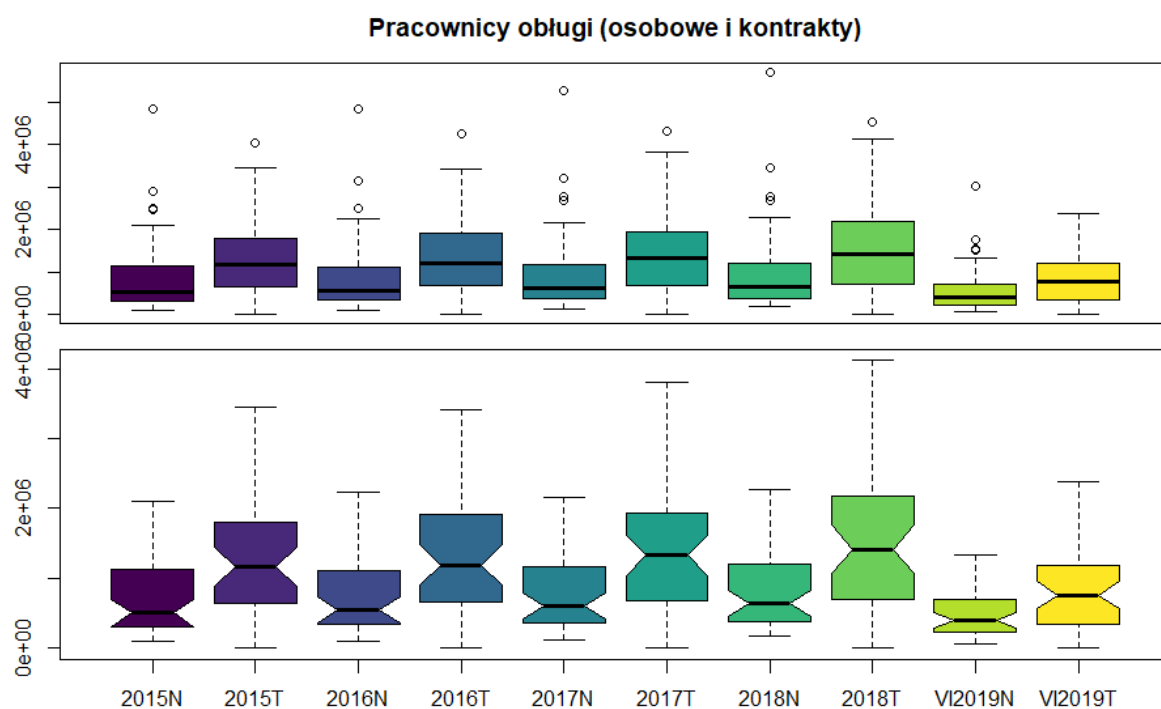 Pracownicy obługi (osobowe i kontrakty)
4e+06
2e+06
0e+00
4e+06
2e+06
0e+00
2015N 2015T 2016N 2016T 2017N 2017T 2018N 2018T VI2019N VI2019T